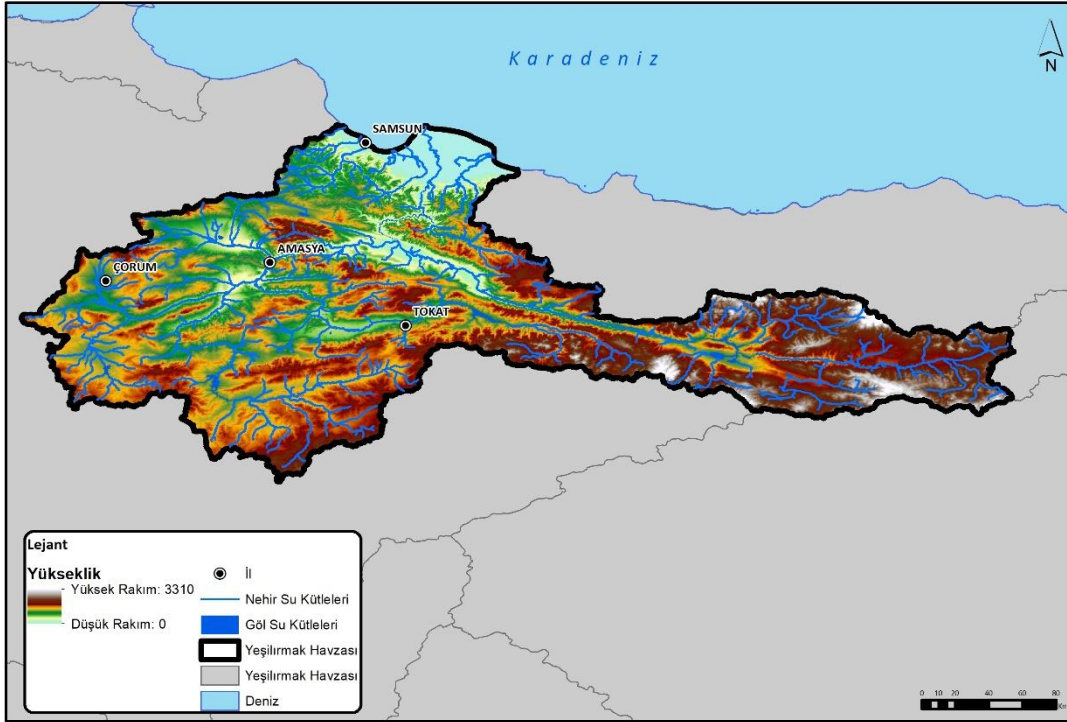 Karadeniz
N
SAMSUN
AMASYA
ÇORUM
TOKAT
Lejant
Yükseklik
Yüksek Rakım: 3310
Düşük Rakım: 0
İl
Nehir Su Kütleleri
Göl Su Kütleleri
Yeşilırmak Havzası
Yeşilırmak Havzası
Deniz
0 10 20 40 60 80
Km